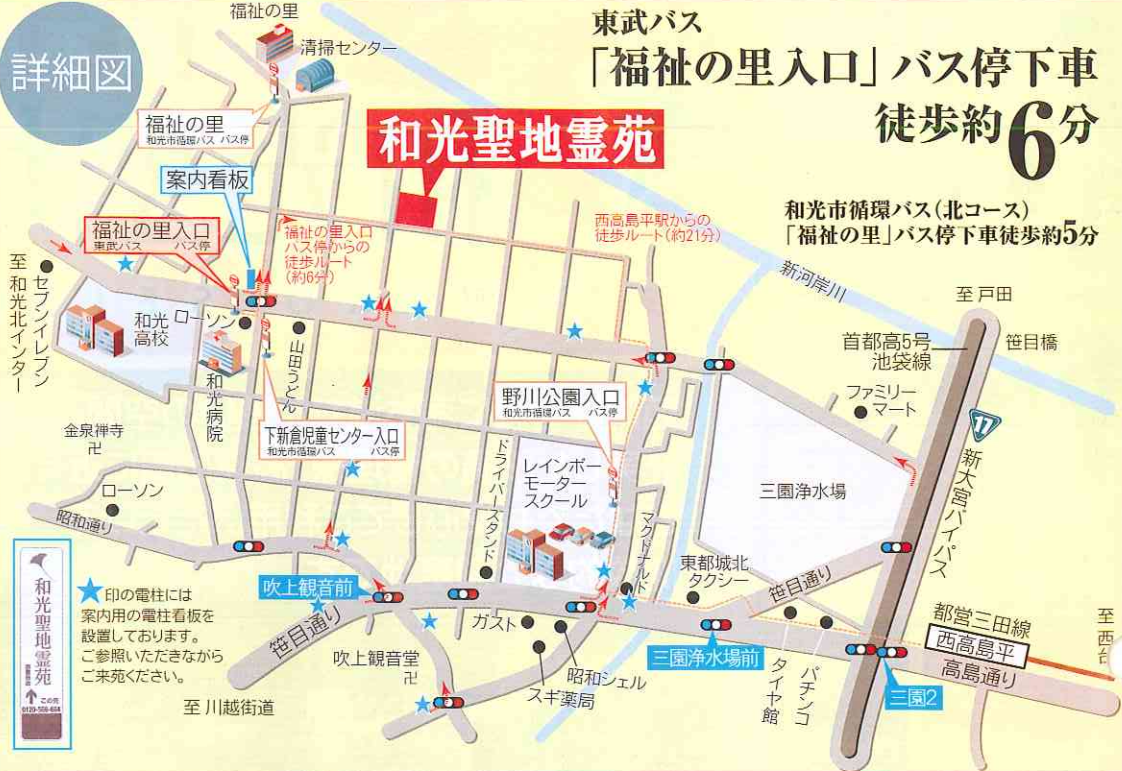 詳細図
東武バス
「福祉の里入口」バス停下車
徒歩約6分
和光市循環バス(北コース)
「福祉の里」バス停下車徒歩約5分
福祉の里
清掃センター
福祉の里
和光市循環バス バス停
和光聖地霊苑
案内看板
福祉の里入口
東武バス バス停
福祉の里入口
バス停からの
徒歩ルート
(約6分)
西高島平駅からの
徒歩ルート(約21分)
新河岸川
至 戸田
笹目橋
首都高5号
池袋線
ファミリー
マート
17
新大宮バイパス
至 和光北インター
セブンイレブン
和光
高校
ローソン
和光病院
山田うどん
野川公園入口
和光市循環バス バス停
下新倉児童センター入口
和光市循環バス バス停
金泉禅寺
卍
ローソン
昭和通り
ドライバースタンド
レインボー
モーター
スクール
マクドナルド
三園浄水場
東都城北
タクシー
笹目通り
吹上観音前
笹目通り
ガスト
昭和シェル
スギ薬局
三園浄水場前
タイヤ館
パチンコ
三園2
都営三田線
西高島平
高島通り
至 西台
吹上観音堂
卍
至 川越街道
和光聖地霊苑
この先
★印の電柱には
案内用の電柱看板を
設置しております。
ご参照いただきながら
ご来苑ください。